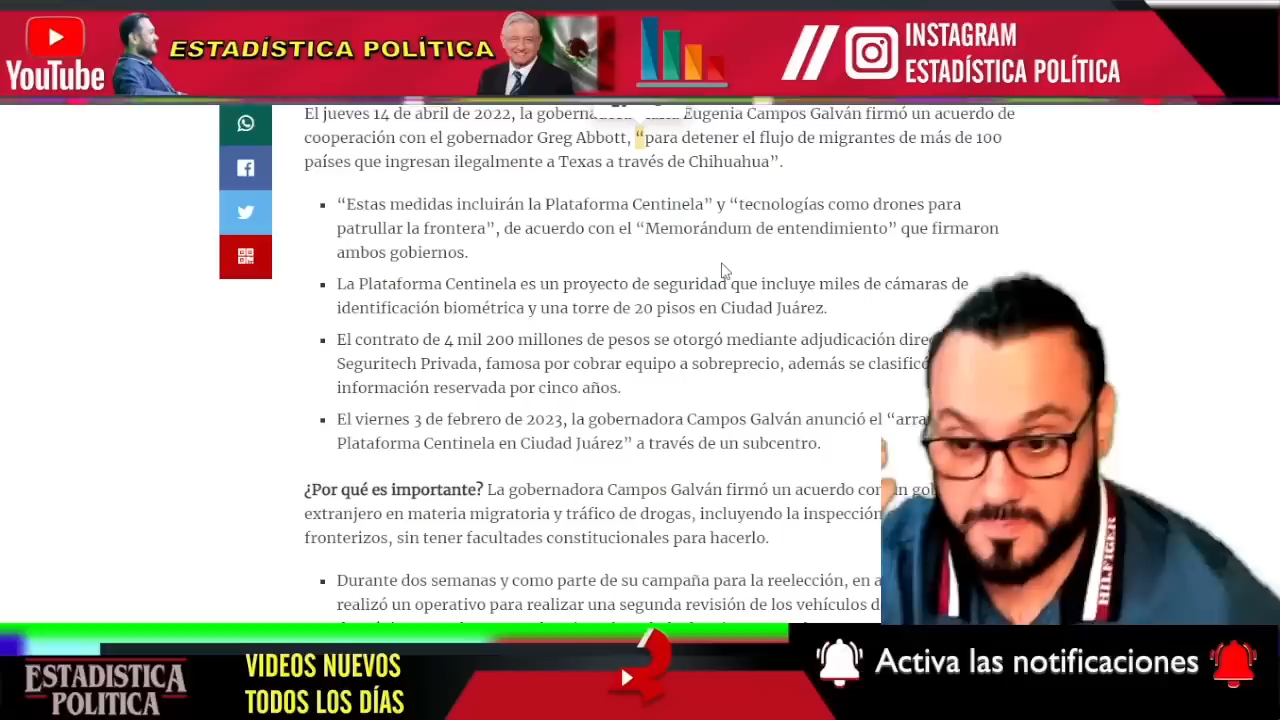 YouTube
ESTADÍSTICA POLÍTICA
INSTAGRAM
ESTADÍSTICA POLÍTICA
El jueves 14 de abril de 2022, la Eugenia Campos Galván firmó un acuerdo de
cooperación con el gobernador Greg Abbott, “para detener el flujo de migrantes de más de 100
países que ingresan ilegalmente a Texas a través de Chihuahua”.
▪ “Estas medidas incluirán la Plataforma Centinela” y “tecnologías como drones para
patrullar la frontera”, de acuerdo con el “Memorándum de entendimiento” que firmaron
ambos gobiernos.
▪ La Plataforma Centinela es un proyecto de seguridad que incluye miles de cámaras de
identificación biométrica y una torre de 20 pisos en Ciudad Juárez.
▪ El contrato de 4 mil 200 millones de pesos se otorgó mediante adjudicación
Seguritech Privada, famosa por cobrar equipo a sobreprecio, además se clasificó
información reservada por cinco años.
▪ El viernes 3 de febrero de 2023, la gobernadora Campos Galván anunció el
Plataforma Centinela en Ciudad Juárez” a través de un subcentro.
¿Por qué es importante? La gobernadora Campos Galván firmó un acuerdo con un
extranjero en materia migratoria y tráfico de drogas, incluyendo la inspección
fronterizos, sin tener facultades constitucionales para hacerlo.
▪ Durante dos semanas y como parte de su campaña para la reelección, en
realizó un operativo para realizar una segunda revisión de los vehículos
HILFIGER
ESTADISTICA
POLITICA
VIDEOS NUEVOS
TODOS LOS DÍAS
Activa las notificaciones